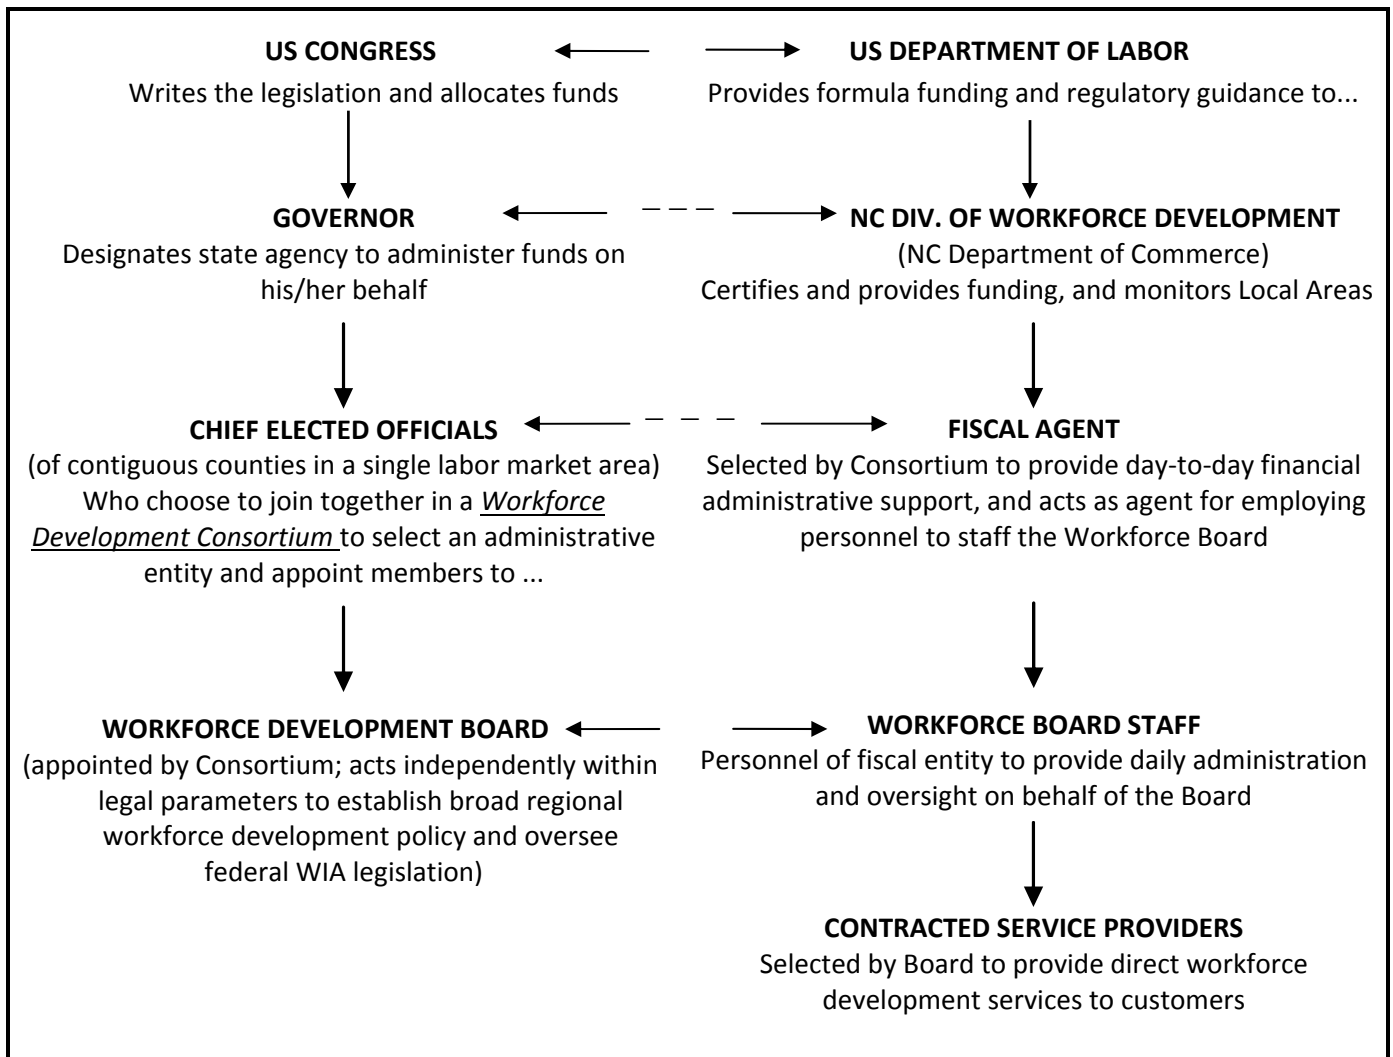 US CONGRESS
US DEPARTMENT OF LABOR
Writes the legislation and allocates funds
Provides formula funding and regulatory guidance to...
GOVERNOR
NC DIV. OF WORKFORCE DEVELOPMENT
Designates state agency to administer funds on
his/her behalf
(NC Department of Commerce)
Certifies and provides funding, and monitors Local Areas
CHIEF ELECTED OFFICIALS
(of contiguous counties in a single labor market area)
Who choose to join together in a Workforce
Development Consortium to select an administrative
entity and appoint members to ...
FISCAL AGENT
Selected by Consortium to provide day-to-day financial
administrative support, and acts as agent for employing
personnel to staff the Workforce Board
WORKFORCE DEVELOPMENT BOARD
(appointed by Consortium; acts independently within
legal parameters to establish broad regional
workforce development policy and oversee
federal WIA legislation)
WORKFORCE BOARD STAFF
Personnel of fiscal entity to provide daily administration
and oversight on behalf of the Board
CONTRACTED SERVICE PROVIDERS
Selected by Board to provide direct workforce
development services to customers